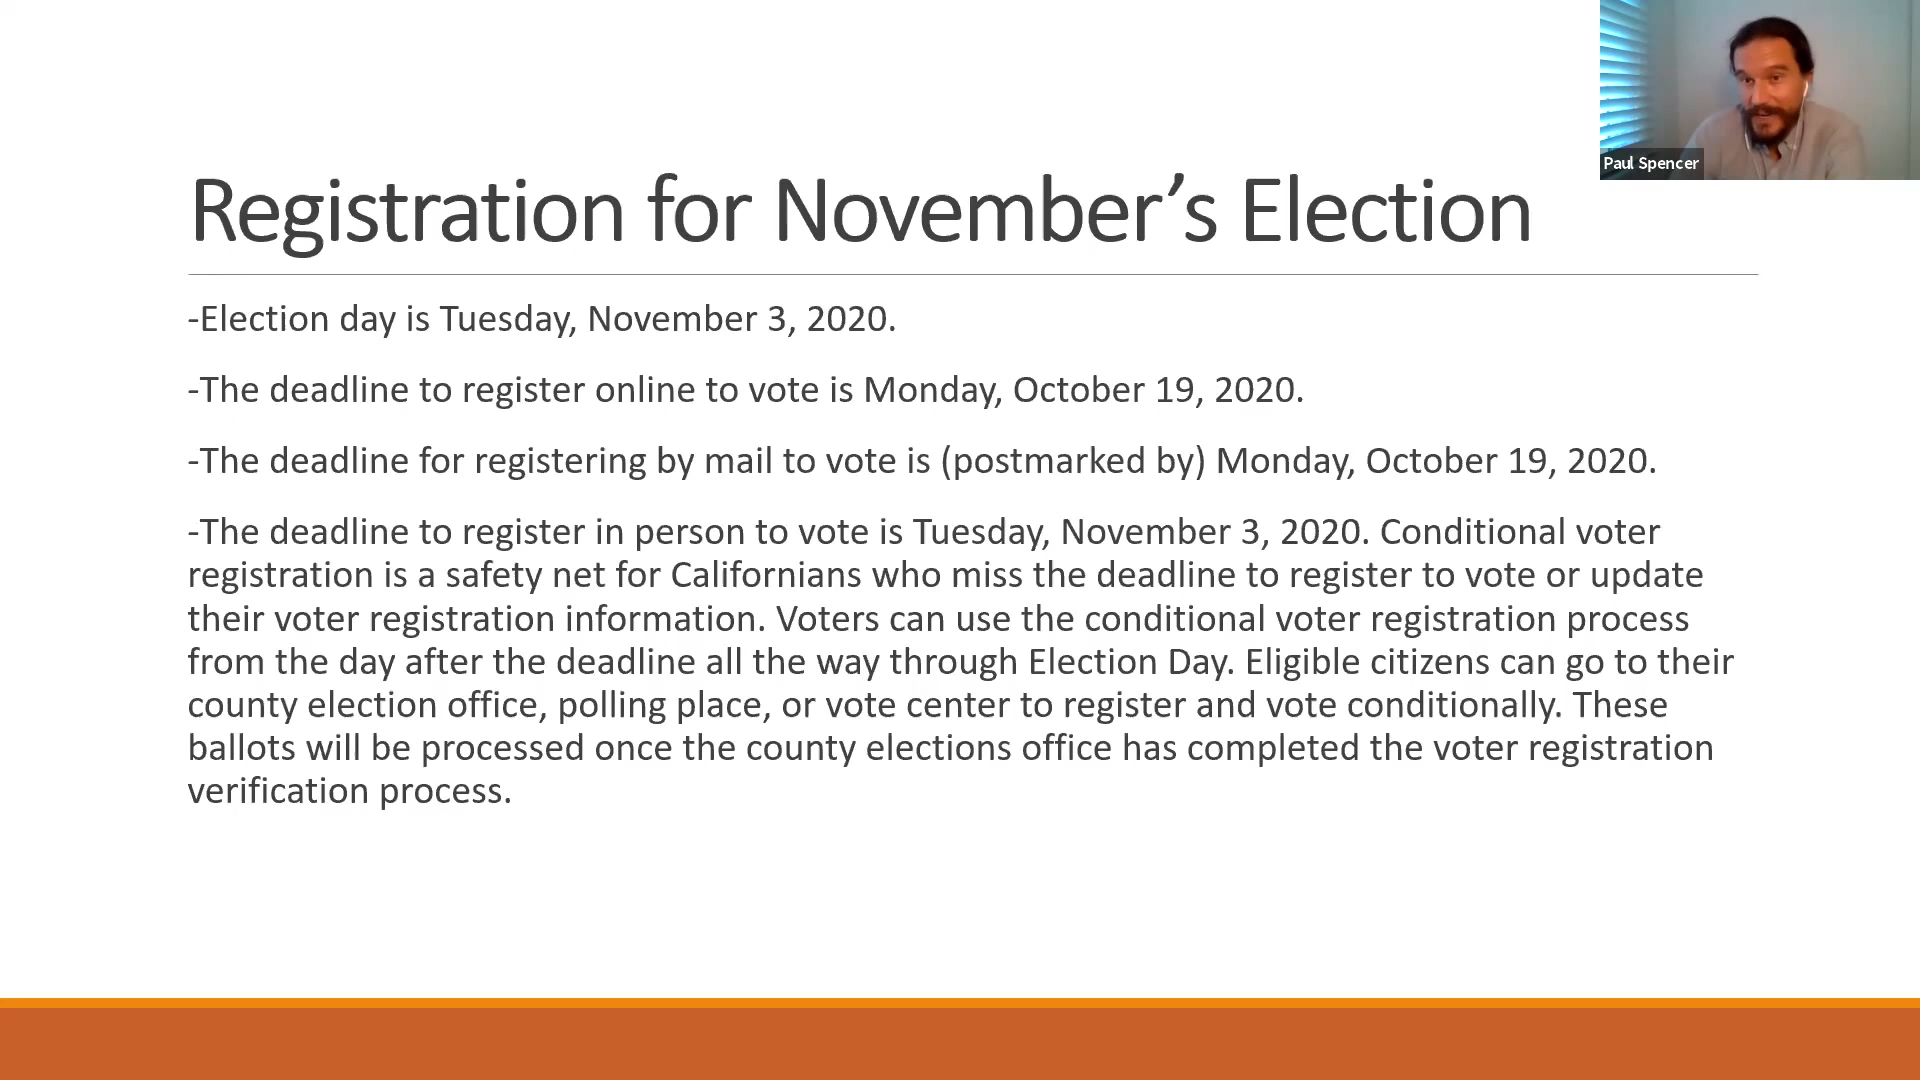 Paul Spencer
Registration for November’s Election
-Election day is Tuesday, November 3, 2020.
-The deadline to register online to vote is Monday, October 19, 2020.
-The deadline for registering by mail to vote is (postmarked by) Monday, October 19, 2020.
-The deadline to register in person to vote is Tuesday, November 3, 2020. Conditional voter
registration is a safety net for Californians who miss the deadline to register to vote or update
their voter registration information. Voters can use the conditional voter registration process
from the day after the deadline all the way through Election Day. Eligible citizens can go to their
county election office, polling place, or vote center to register and vote conditionally. These
ballots will be processed once the county elections office has completed the voter registration
verification process.